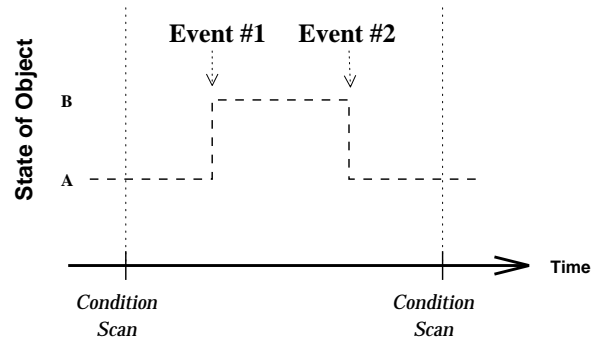 Event #1 Event #2
State of Object
B
A
Time
Condition Scan
Condition Scan